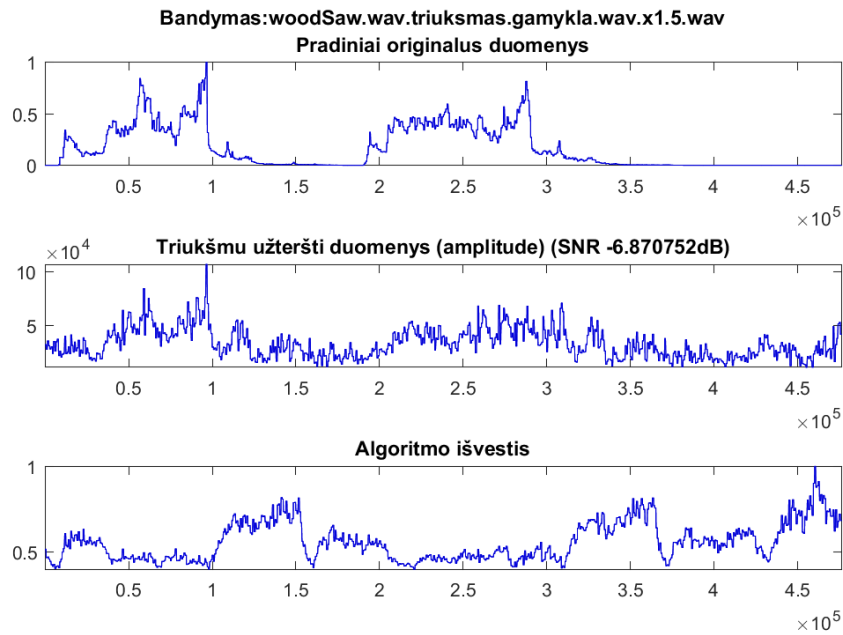 Bandymas:woodSaw.wav.triuksmas.gamykla.wav.x1.5.wav
Pradiniai originalus duomenys
1
0.5
0
0.5 1 1.5 2 2.5 3 3.5 4 4.5
×10^5
Triukšmu užteršti duomenys (amplitude) (SNR -6.870752dB)
×10^4
10
5
0.5 1 1.5 2 2.5 3 3.5 4 4.5
×10^5
Algoritmo išvestis
1
0.5
0.5 1 1.5 2 2.5 3 3.5 4 4.5
×10^5